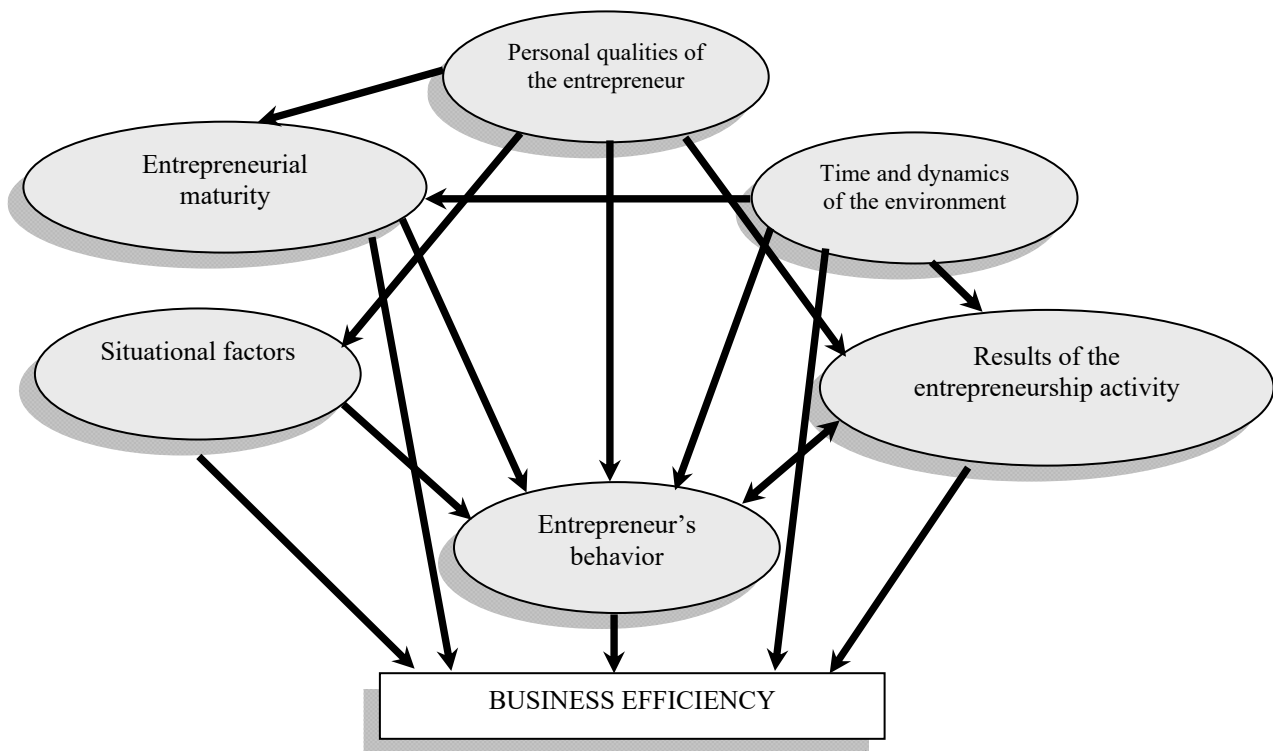 Personal qualities of
the entrepreneur
Entrepreneurial
maturity
Time and dynamics
of the environment
Situational factors
Results of the
entrepreneurship activity
Entrepreneur’s
behavior
BUSINESS EFFICIENCY